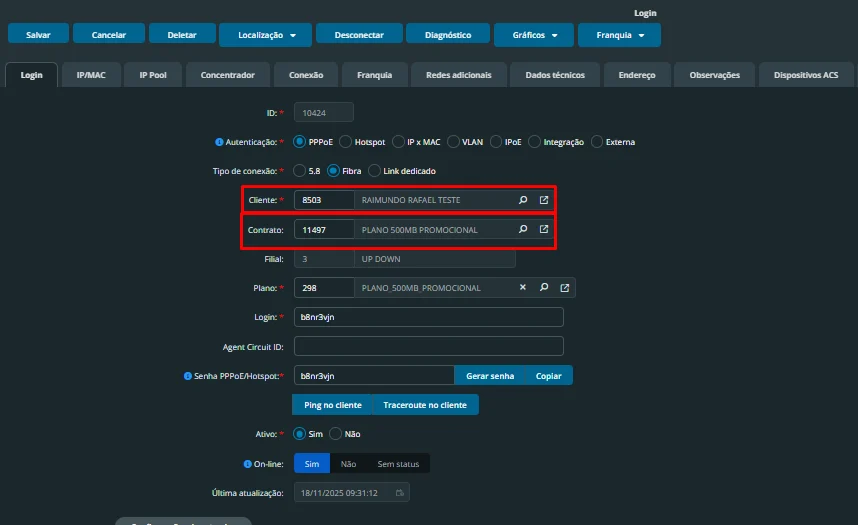 Login
Salvar Cancelar Deletar Localização Desconectar Diagnóstico Gráficos Franquia
Login IP/MAC IP Pool Concentrador Conexão Franquia Redes adicionais Dados técnicos Endereço Observações Dispositivos ACS
ID: * 10424
Autenticação: * PPPoE Hotspot IP x MAC VLAN IPoE Integração Externa
Tipo de conexão: * 5.8 Fibra Link dedicado
Cliente: * 8503 RAIMUNDO RAFAEL TESTE
Contrato: 11497 PLANO 500MB PROMOCIONAL
Filial: 3 UP DOWN
Plano: * 298 PLANO_500MB_PROMOCIONAL
Login: * b8nr3vjn
Agent Circuit ID:
Senha PPPoE/Hotspot:* b8nr3vjn Gerar senha Copiar
Ping no cliente Traceroute no cliente
Ativo: * Sim Não
On-line: Sim Não Sem status
Última atualização: 18/11/2025 09:31:12